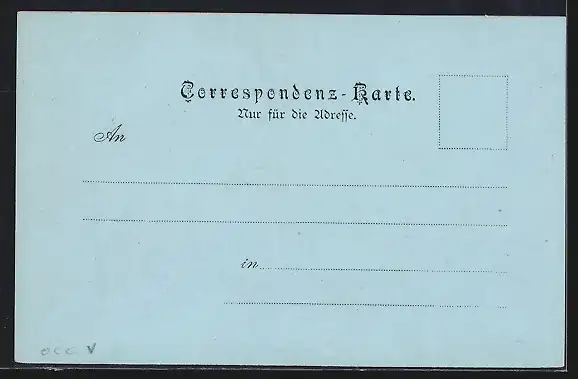 Correspondenz-Karte.
Nur für die Adresse.
An
in